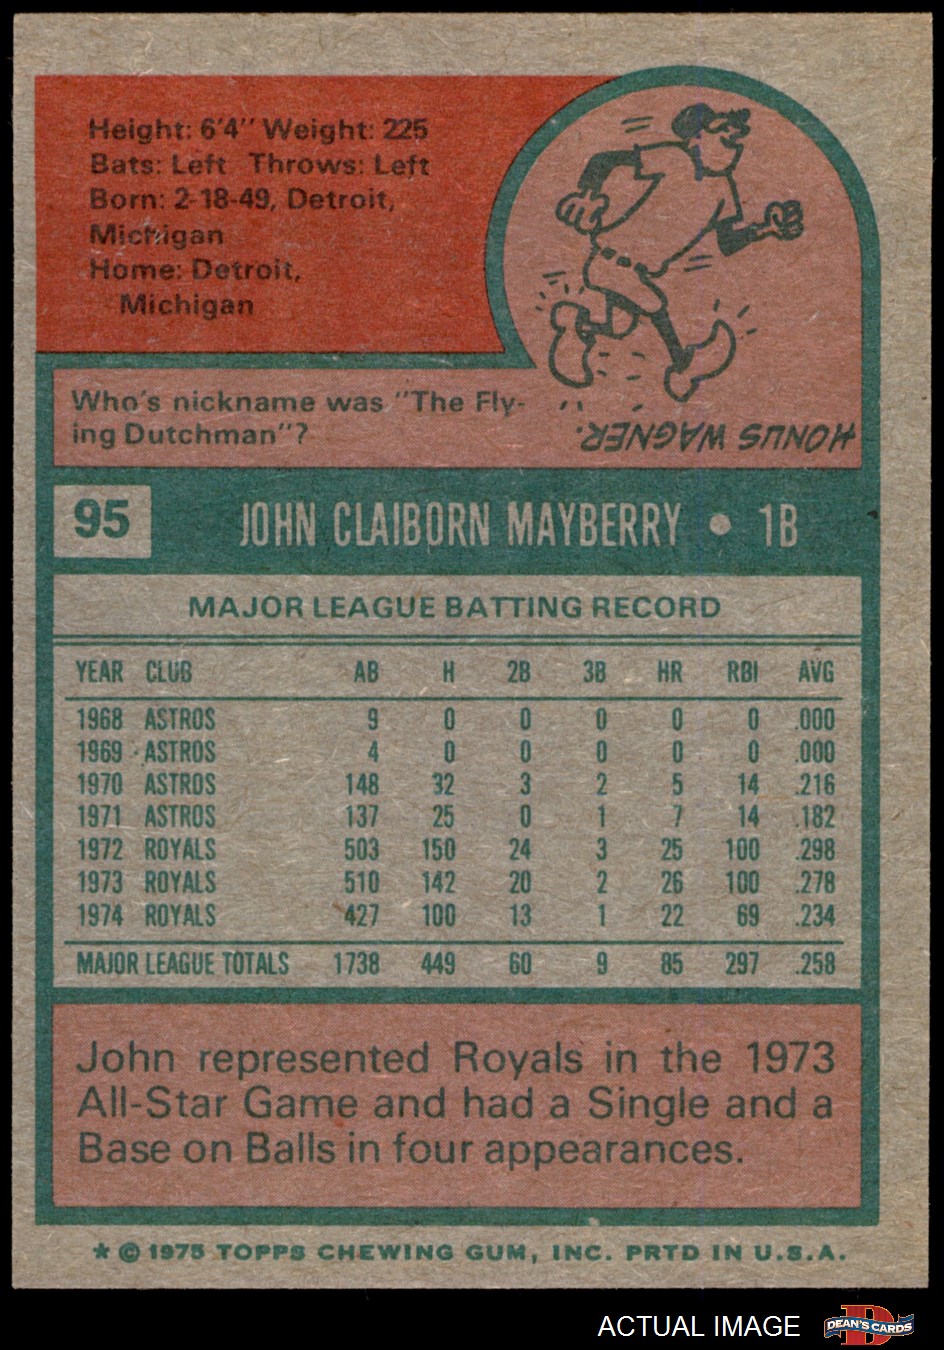 Height: 6'4" Weight: 225
Bats: Left Throws: Left
Born: 2-18-49, Detroit,
Michigan
Home: Detroit,
Michigan
Who's nickname was "The Fly-
ing Dutchman"?
HONUS WAGNER.
95 JOHN CLAIBORN MAYBERRY • 1B
MAJOR LEAGUE BATTING RECORD
YEAR CLUB AB H 2B 3B HR RBI AVG
1968 ASTROS 9 0 0 0 0 0 .000
1969 ASTROS 4 0 0 0 0 0 .000
1970 ASTROS 148 32 3 2 5 14 .216
1971 ASTROS 137 25 0 1 7 14 .182
1972 ROYALS 503 150 24 3 25 100 .298
1973 ROYALS 510 142 20 2 26 100 .278
1974 ROYALS 427 100 13 1 22 69 .234
MAJOR LEAGUE TOTALS 1738 449 60 9 85 297 .258
John represented Royals in the 1973
All-Star Game and had a Single and a
Base on Balls in four appearances.
* © 1975 TOPPS CHEWING GUM, INC. PRTD IN U.S.A.
ACTUAL IMAGE
D
DEAN'S CARDS